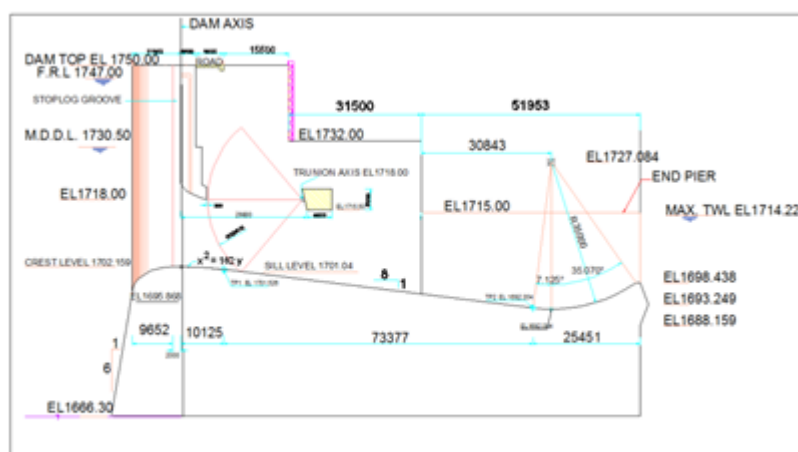 DAM AXIS
DAM TOP EL 1750.00
F.R.L 1747.00
ROAD
15500
STOPLOG GROOVE
31500
51953
M.D.D.L. 1730.50
EL1732.00
30843
EL1727.084
TRUNION AXIS EL1718.00
END PIER
EL1718.00
EL1715.00
MAX. TWL EL1714.22
CREST LEVEL 1702.159
SILL LEVEL 1701.04
8
1
7.125°
35.070°
EL1698.438
EL1693.249
EL1688.159
EL1695.868
9652
10125
73377
25451
1
6
EL1666.30